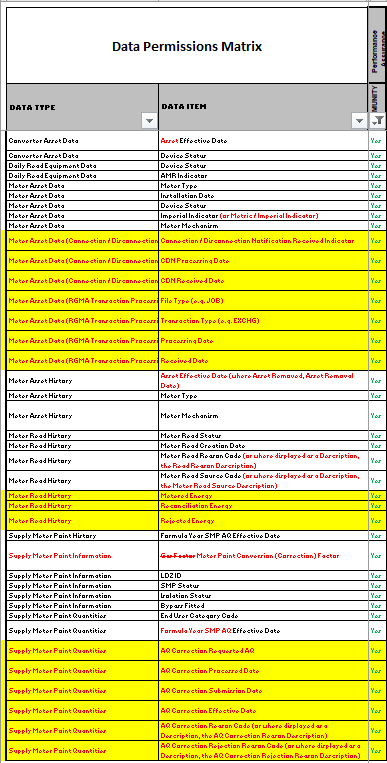 Data Permissions Matrix
Performance
Assurance
DATA TYPE DATA ITEM MUNITY
Converter Asset Data Asset Effective Date Yes
Converter Asset Data Device Status Yes
Daily Read Equipment Data Device Status Yes
Daily Read Equipment Data AMR Indicator Yes
Meter Asset Data Meter Type Yes
Meter Asset Data Installation Date Yes
Meter Asset Data Device Status Yes
Meter Asset Data Imperial Indicator (or Metric / Imperial Indicator) Yes
Meter Asset Data Meter Mechanism Yes
Meter Asset Data (Connection / Disconnection Connection / Disconnection Notification Received Indicator Yes
Meter Asset Data (Connection / Disconnection CDN Processing Date Yes
Meter Asset Data (Connection / Disconnection CDN Received Date Yes
Meter Asset Data (RGMA Transaction Processi File Type (e.g. JOB) Yes
Meter Asset Data (RGMA Transaction Processi Transaction Type (e.g. EXCHG) Yes
Meter Asset Data (RGMA Transaction Processi Processing Date Yes
Meter Asset Data (RGMA Transaction Processi Received Date Yes
Meter Asset History Asset Effective Date (where Asset Removed, Asset Removal
Date) Yes
Meter Asset History Meter Type Yes
Meter Asset History Meter Mechanism Yes
Meter Read History Meter Read Status Yes
Meter Read History Meter Read Creation Date Yes
Meter Read History Meter Read Reason Code (or where displayed as a Description,
the Read Reason Description) Yes
Meter Read History Meter Read Source Code (or where displayed as a Description,
the Meter Read Source Description) Yes
Meter Read History Metered Energy Yes
Meter Read History Reconciliation Energy Yes
Meter Read History Rejected Energy Yes
Supply Meter Point History Formula Year SMP AQ Effective Date Yes
Supply Meter Point Information Gas Factor Meter Point Conversion (Correction) Factor Yes
Supply Meter Point Information LDZ ID Yes
Supply Meter Point Information SMP Status Yes
Supply Meter Point Information Isolation Status Yes
Supply Meter Point Information Bypass Fitted Yes
Supply Meter Point Quantities End User Category Code Yes
Supply Meter Point Quantities Formula Year SMP AQ Effective Date Yes
Supply Meter Point Quantities AQ Correction Requested AQ Yes
Supply Meter Point Quantities AQ Correction Processed Date Yes
Supply Meter Point Quantities AQ Correction Submission Date Yes
Supply Meter Point Quantities AQ Correction Effective Date Yes
Supply Meter Point Quantities AQ Correction Reason Code (or where displayed as a
Description, the AQ Correction Reason Description) Yes
Supply Meter Point Quantities AQ Correction Rejection Reason Code (or where displayed as a
Description, the AQ Correction Rejection Reason Description) Yes